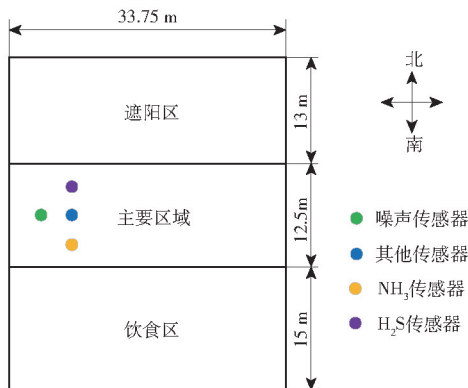 33.75 m
北
南
遮阳区
13 m
主要区域
12.5m
饮食区
15 m
噪声传感器
其他传感器
NH₃传感器
H₂S传感器